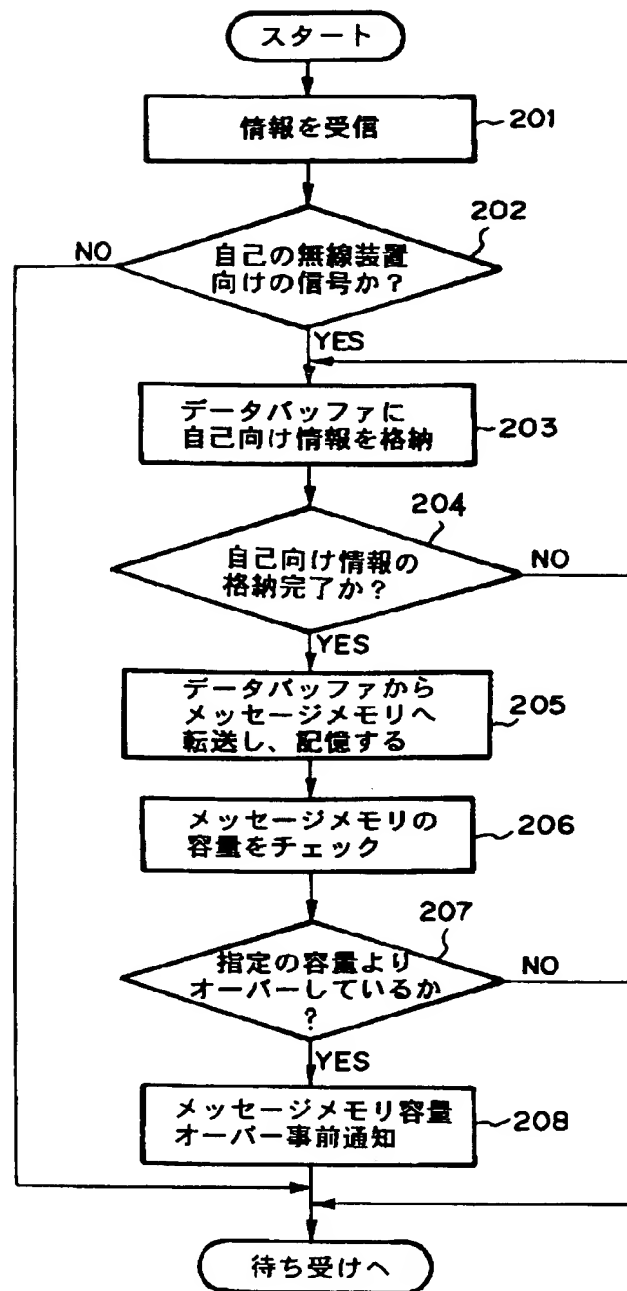 スタート
情報を受信
201
202
NO
自己の無線装置
向けの信号か？
YES
データバッファに
自己向け情報を格納
203
204
自己向け情報の
格納完了か？
NO
YES
データバッファから
メッセージメモリへ
転送し、記憶する
205
メッセージメモリの
容量をチェック
206
207
指定の容量より
オーバーしているか
？
NO
YES
メッセージメモリ容量
オーバー事前通知
208
待ち受けへ